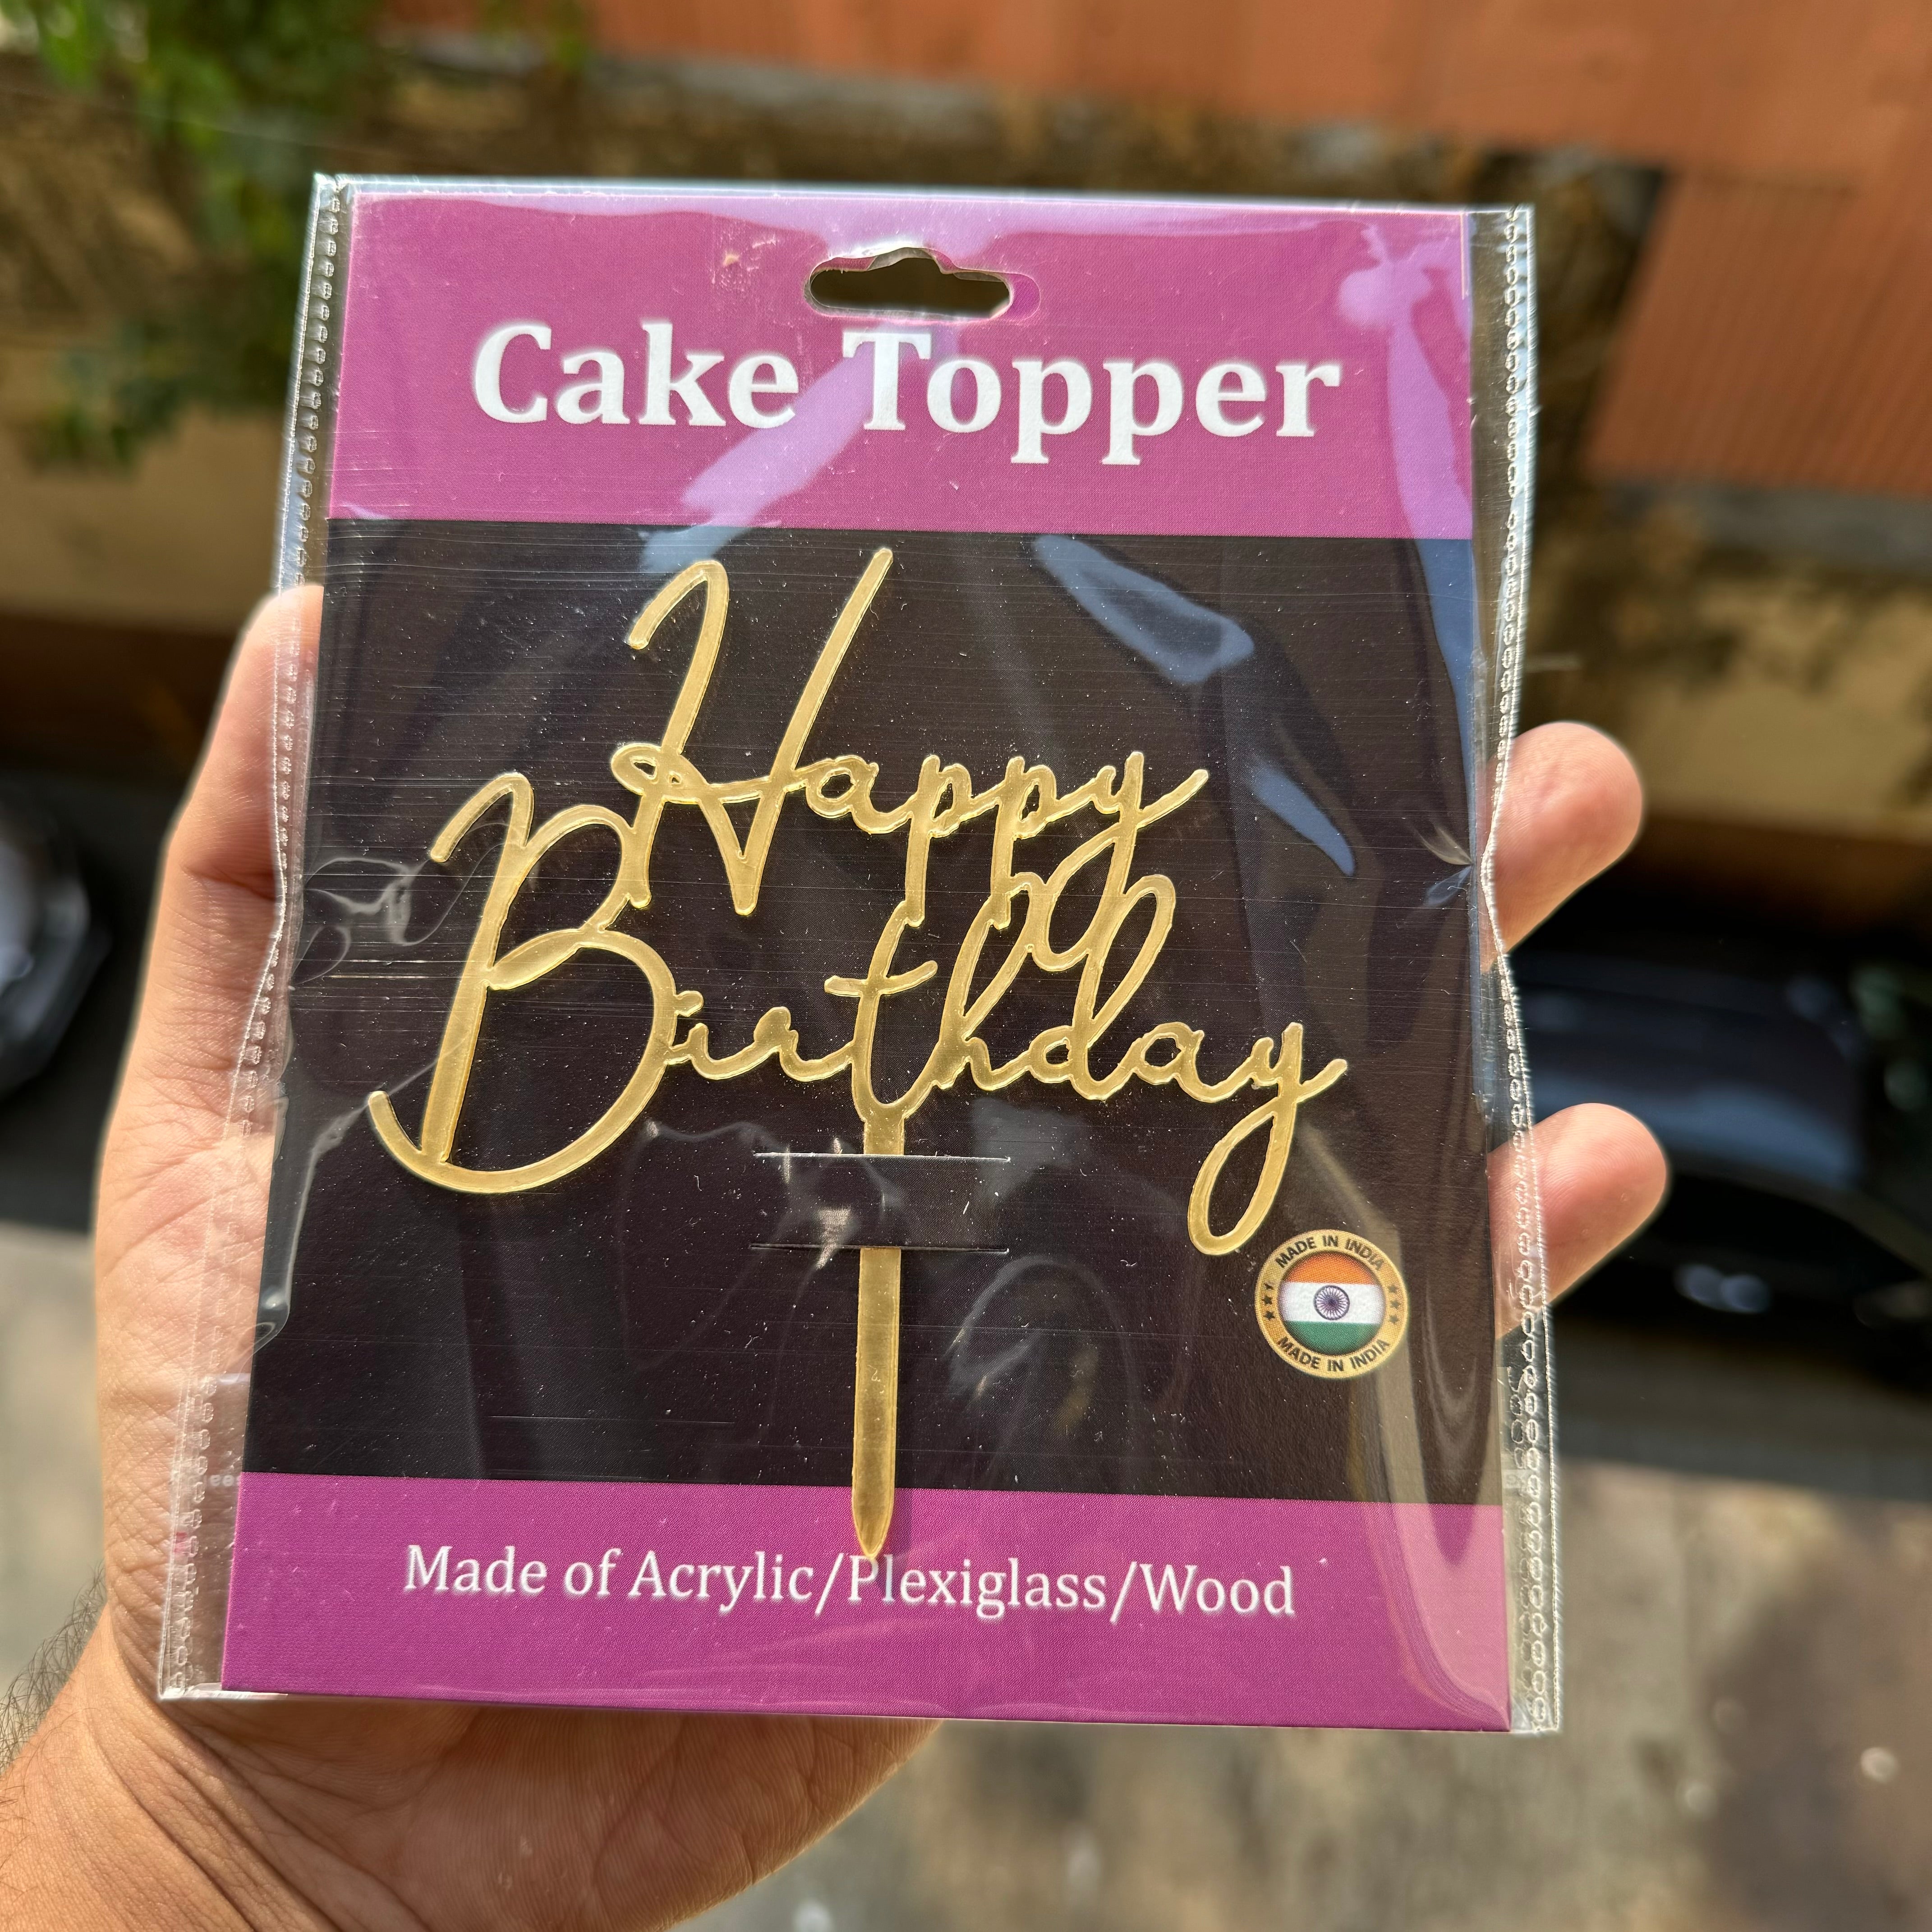 Cake Topper
Happy
Birthday
MADE IN INDIA
MADE IN INDIA
Made of Acrylic/Plexiglass/Wood